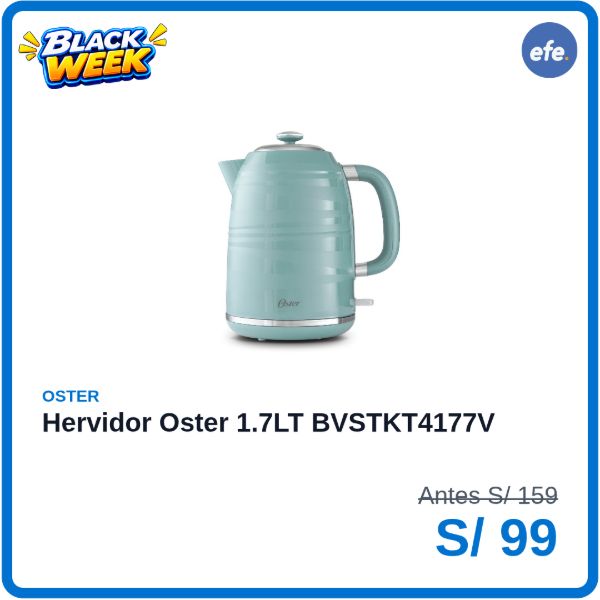 BLACK
WEEK
efe.
Oster
OSTER
Hervidor Oster 1.7LT BVSTKT4177V
Antes S/ 159
S/ 99